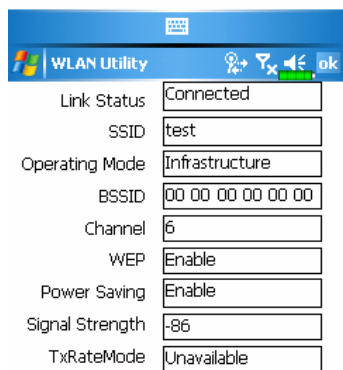 WLAN Utility ok
Link Status Connected
SSID test
Operating Mode Infrastructure
BSSID 00 00 00 00 00 00
Channel 6
WEP Enable
Power Saving Enable
Signal Strength -86
TxRateMode Unavailable